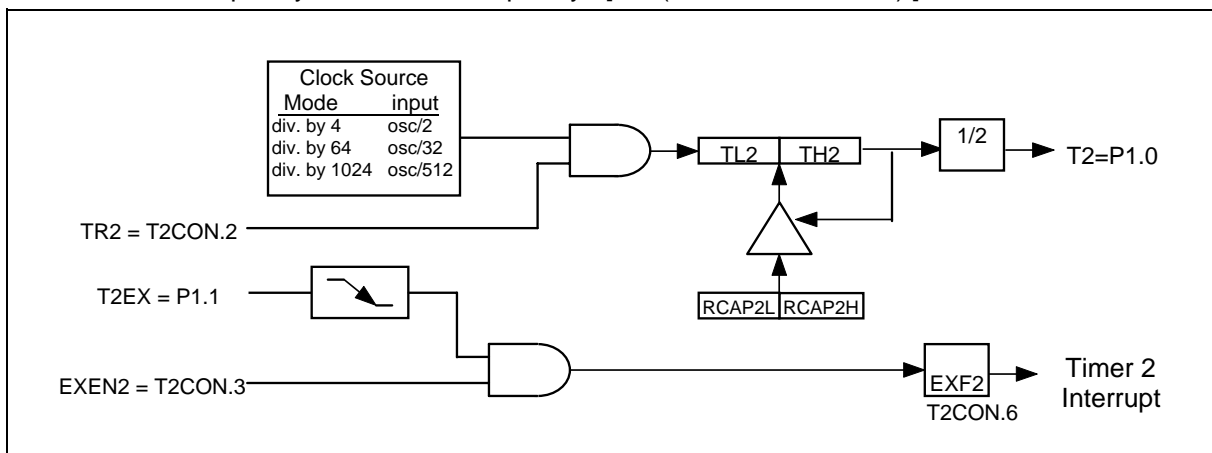 Clock Source
Mode input
div. by 4 osc/2
div. by 64 osc/32
div. by 1024 osc/512
TR2 = T2CON.2
TL2 TH2
1/2
T2=P1.0
T2EX = P1.1
RCAP2L RCAP2H
EXEN2 = T2CON.3
EXF2
T2CON.6
Timer 2
Interrupt